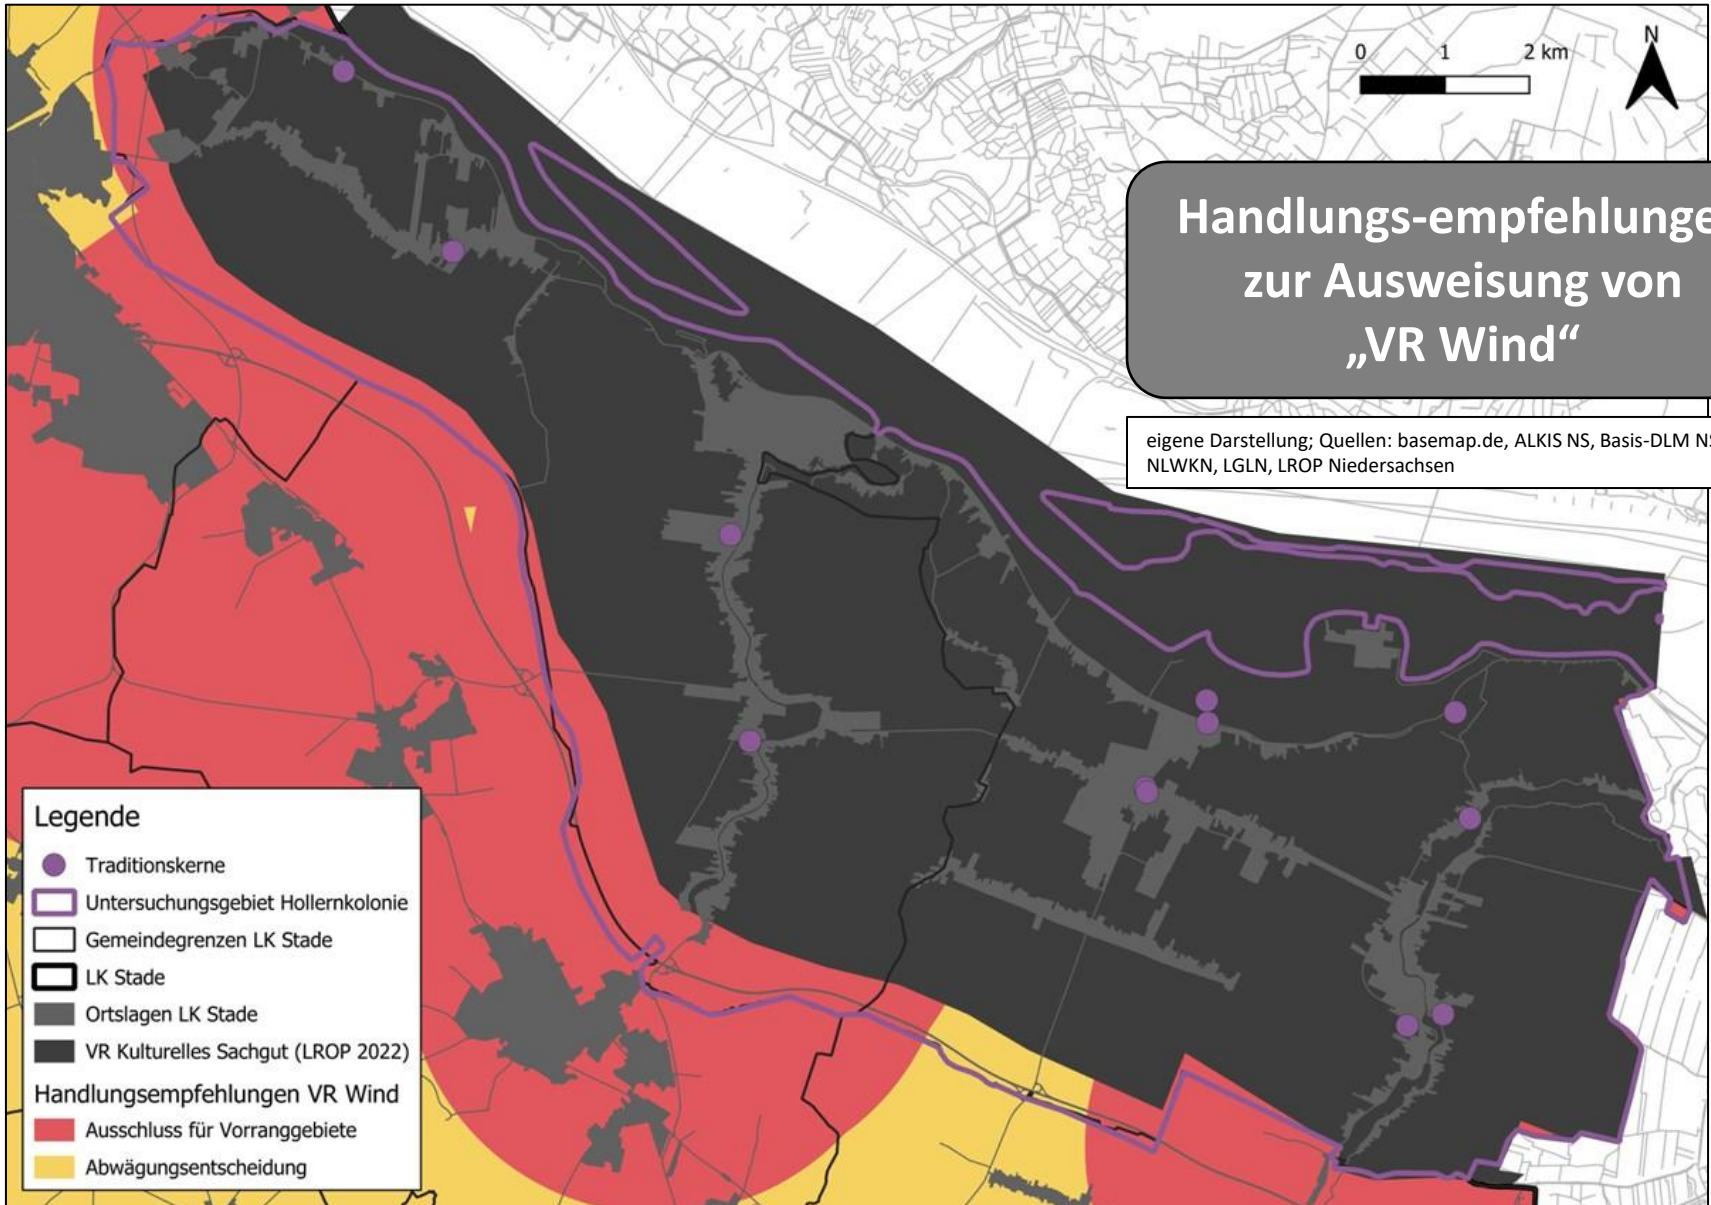 0 1 2 km
N
Handlungs-empfehlunge
zur Ausweisung von
„VR Wind“
eigene Darstellung; Quellen: basemap.de, ALKIS NS, Basis-DLM NS
NLWKN, LGLN, LROP Niedersachsen
Legende
Traditionskerne
Untersuchungsgebiet Hollernkolonie
Gemeindegrenzen LK Stade
LK Stade
Ortslagen LK Stade
VR Kulturelles Sachgut (LROP 2022)
Handlungsempfehlungen VR Wind
Ausschluss für Vorranggebiete
Abwägungsentscheidung